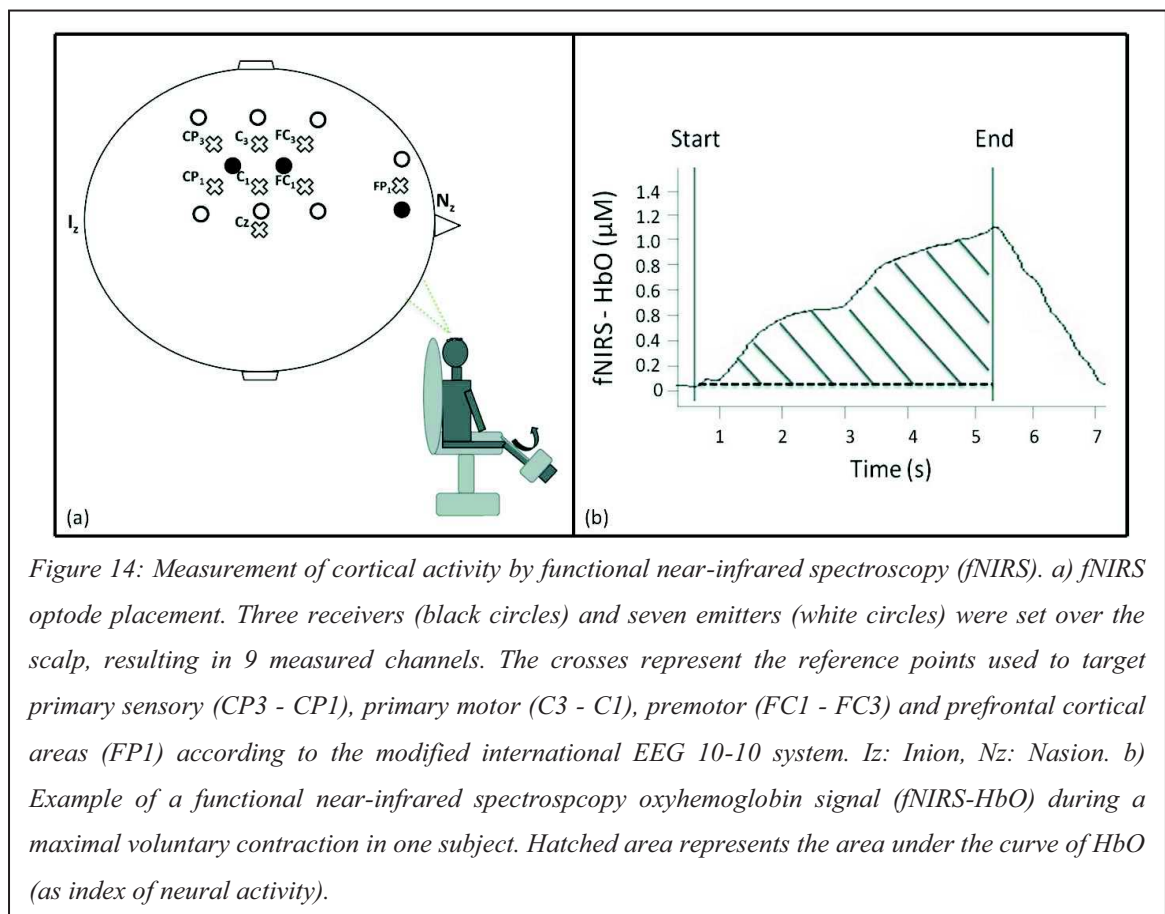 CP3
C3
FC3
CP1
C1
FC1
FP1
Iz
Nz
Cz
(a)
Start
End
fNIRS - HbO (µM)
1.4
1.2
1.0
0.8
0.6
0.8
0.4
0.2
0
1 2 3 4 5 6 7
Time (s)
(b)
Figure 14: Measurement of cortical activity by functional near-infrared spectroscopy (fNIRS). a) fNIRS
optode placement. Three receivers (black circles) and seven emitters (white circles) were set over the
scalp, resulting in 9 measured channels. The crosses represent the reference points used to target
primary sensory (CP3 - CP1), primary motor (C3 - C1), premotor (FC1 - FC3) and prefrontal cortical
areas (FP1) according to the modified international EEG 10-10 system. Iz: Inion, Nz: Nasion. b)
Example of a functional near-infrared spectrospcopy oxyhemoglobin signal (fNIRS-HbO) during a
maximal voluntary contraction in one subject. Hatched area represents the area under the curve of HbO
(as index of neural activity).